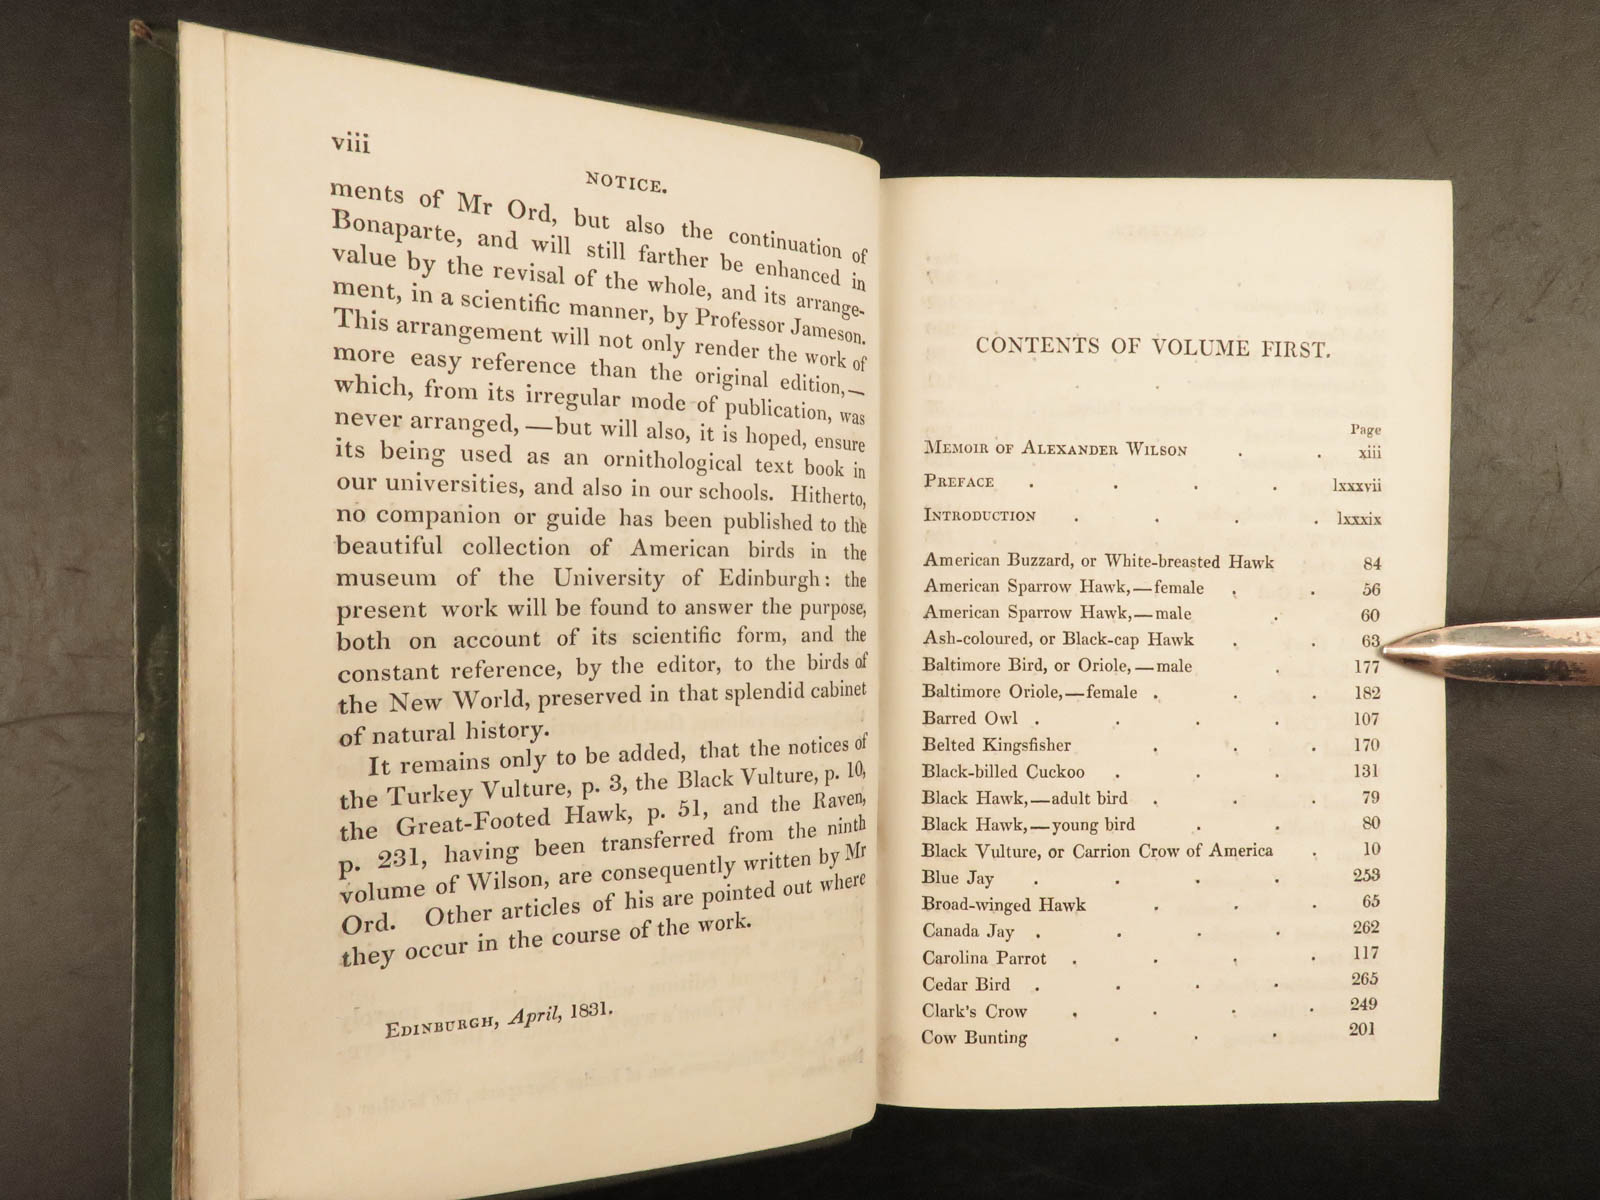 viii
NOTICE.
ments of Mr Ord, but also the continuation of
Bonaparte, and will still farther be enhanced in
value by the revisal of the whole, and its arrange-
ment, in a scientific manner, by Professor Jameson.
This arrangement will not only render the work of
more easy reference than the original edition,—
which, from its irregular mode of publication, was
never arranged,—but will also, it is hoped, ensure
its being used as an ornithological text book in
our universities, and also in our schools. Hitherto,
no companion or guide has been published to the
beautiful collection of American birds in the
museum of the University of Edinburgh: the
present work will be found to answer the purpose,
both on account of its scientific form, and the
constant reference, by the editor, to the birds of
the New World, preserved in that splendid cabinet
of natural history.
It remains only to be added, that the notices of
the Turkey Vulture, p. 3, the Black Vulture, p. 10,
the Great-Footed Hawk, p. 51, and the Raven,
p. 231, having been transferred from the ninth
volume of Wilson, are consequently written by Mr
Ord. Other articles of his are pointed out where
they occur in the course of the work.
Edinburgh, April, 1831.
CONTENTS OF VOLUME FIRST.
Page
Memoir of Alexander Wilson . . xiii
Preface . . . . lxxxvii
Introduction . . . . lxxxix
American Buzzard, or White-breasted Hawk 84
American Sparrow Hawk,—female . . 56
American Sparrow Hawk,—male . 60
Ash-coloured, or Black-cap Hawk . . 63
Baltimore Bird, or Oriole,—male . 177
Baltimore Oriole,—female . . . 182
Barred Owl . . . . 107
Belted Kingsfisher . . . 170
Black-billed Cuckoo . . . 131
Black Hawk,—adult bird . . . 79
Black Hawk,—young bird . . 80
Black Vulture, or Carrion Crow of America . 10
Blue Jay . . . . 253
Broad-winged Hawk . . . 65
Canada Jay . . . . 262
Carolina Parrot . . . . 117
Cedar Bird . . . . 265
Clark's Crow . . . . 249
Cow Bunting . . . 201